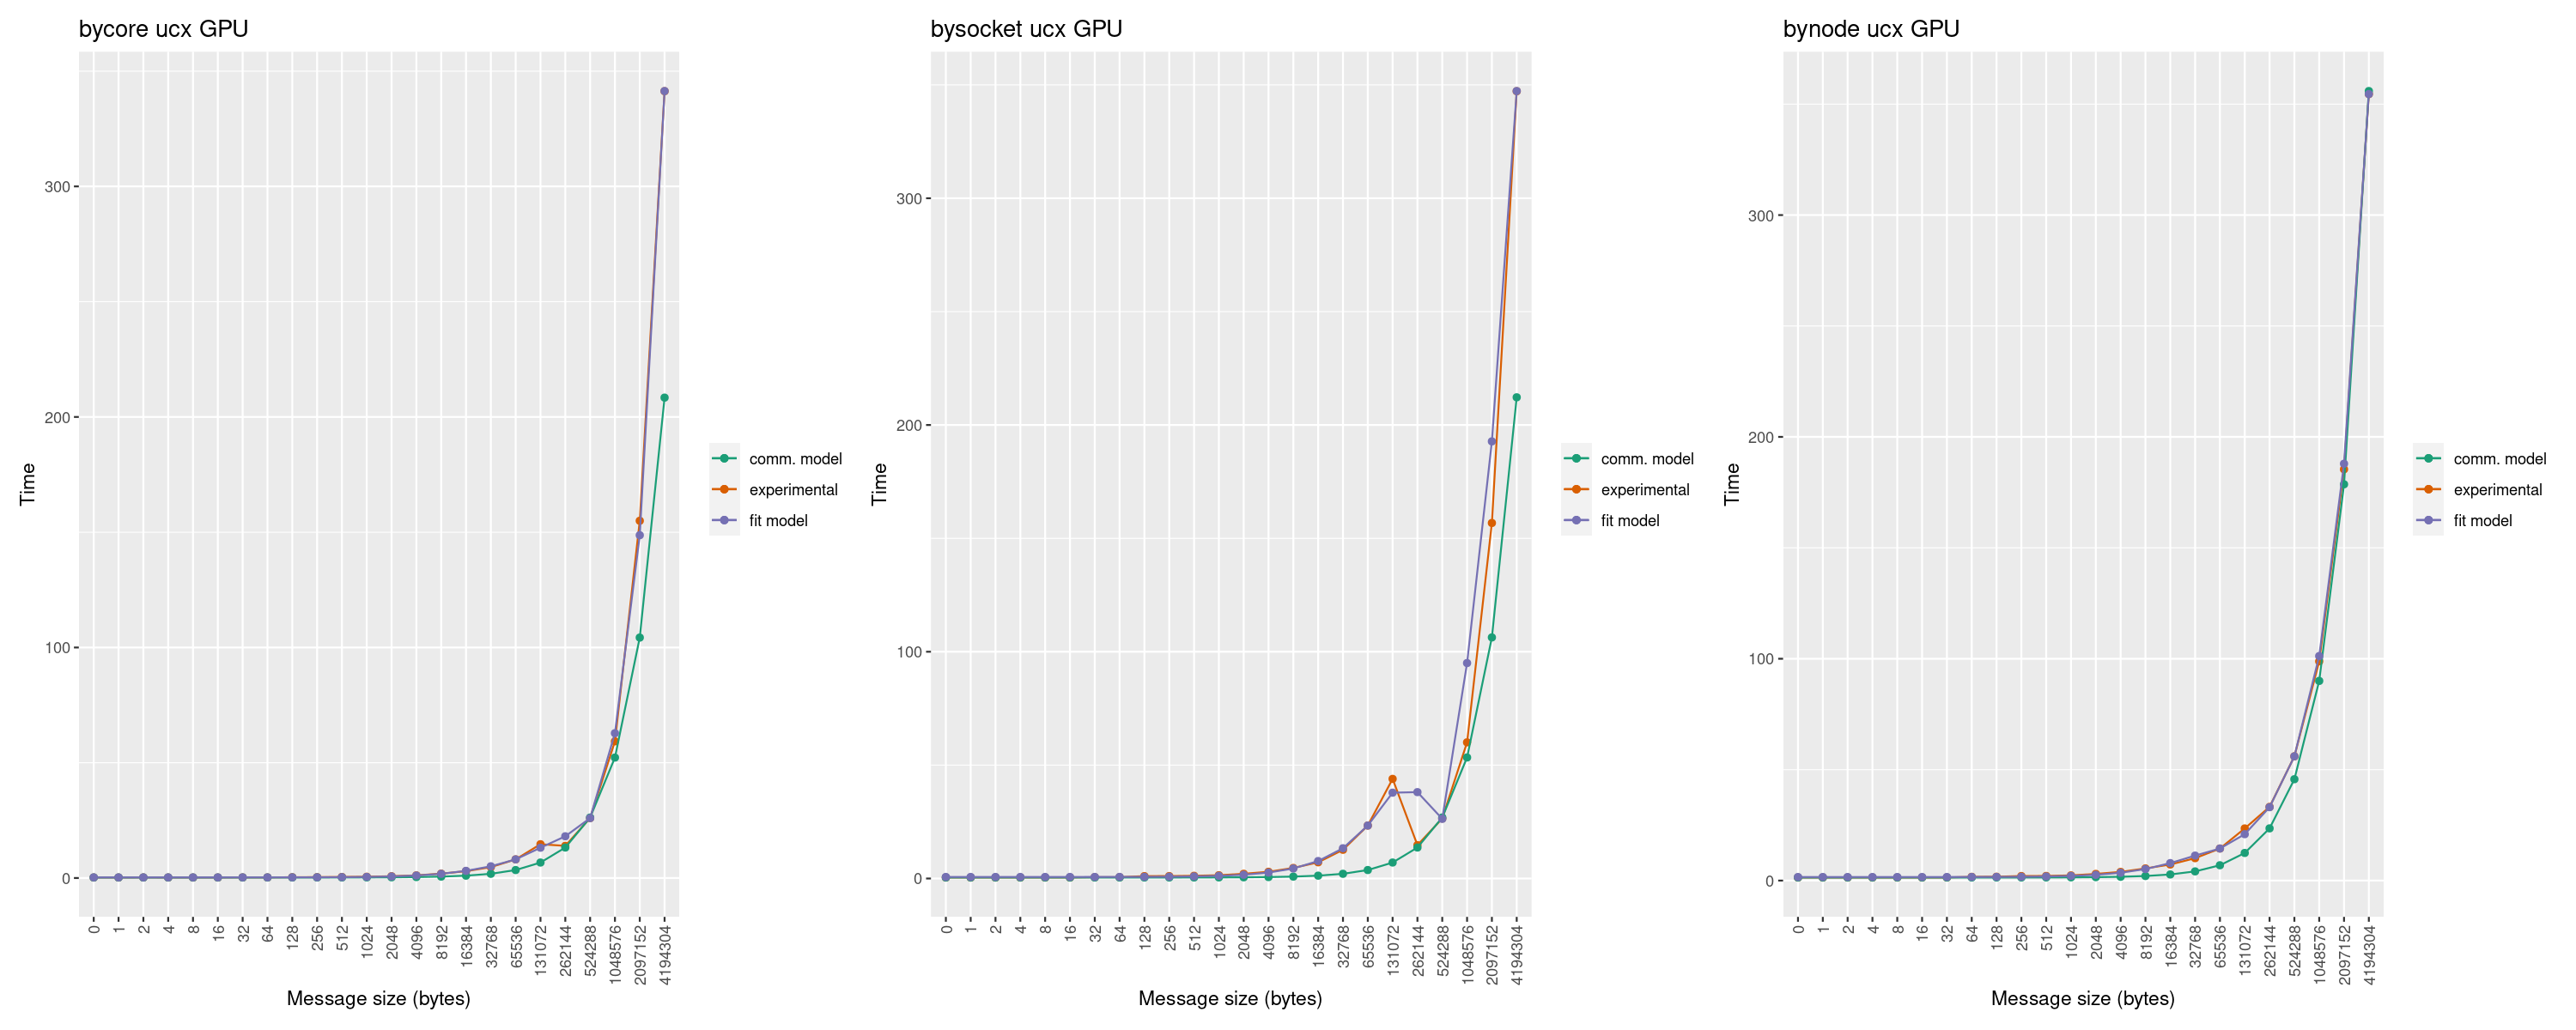 bycore ucx GPU
Time
300
200
100
0
0 1 2 4 8 16 32 64 128 256 512 1024 2048 4096 8192 16384 32768 65536 131072 262144 524288 1048576 2097152 4194304
Message size (bytes)
comm. model
experimental
fit model
bysocket ucx GPU
Time
300
200
100
0
0 1 2 4 8 16 32 64 128 256 512 1024 2048 4096 8192 16384 32768 65536 131072 262144 524288 1048576 2097152 4194304
Message size (bytes)
comm. model
experimental
fit model
bynode ucx GPU
Time
300
200
100
0
0 1 2 4 8 16 32 64 128 256 512 1024 2048 4096 8192 16384 32768 65536 131072 262144 524288 1048576 2097152 4194304
Message size (bytes)
comm. model
experimental
fit model